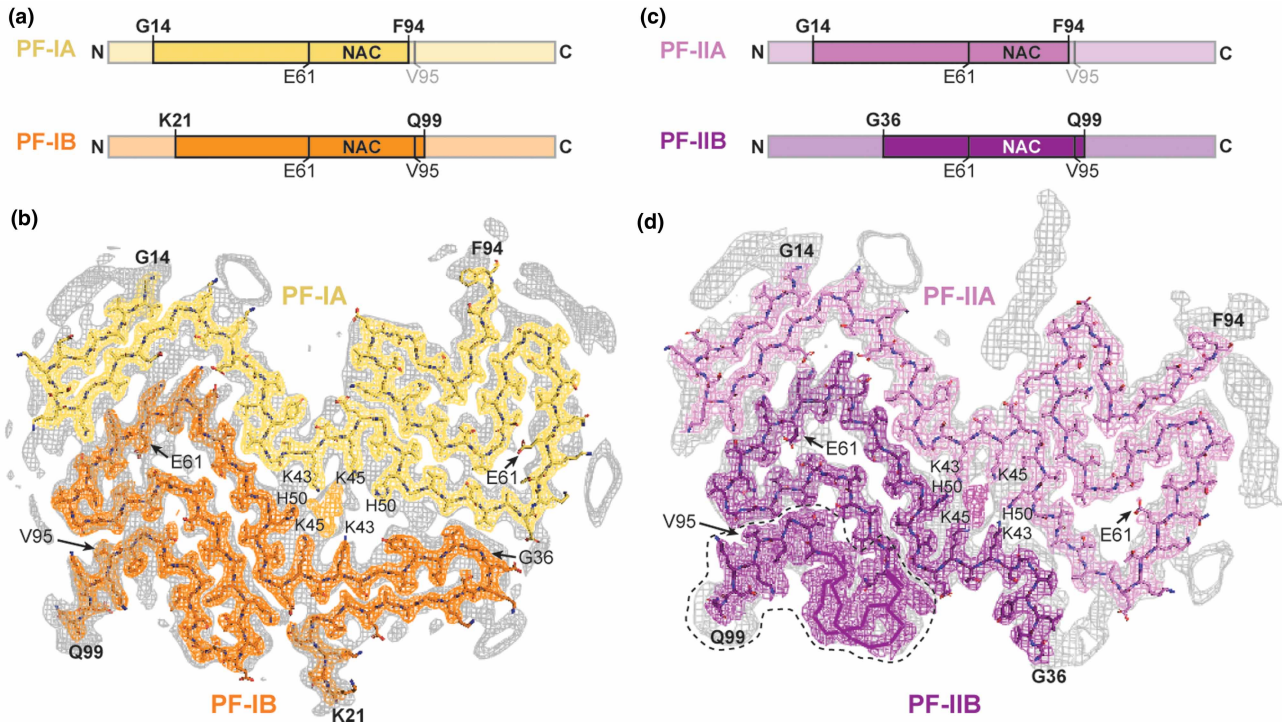 (a)
G14 F94
PF-IA N NAC C
E61 V95
K21 Q99
PF-IB N NAC C
E61 V95
(c)
G14 F94
PF-IIA N NAC C
E61 V95
G36 Q99
PF-IIB N NAC C
E61 V95
(b)
G14
F94
PF-IA
E61
K43 K45
E61
H50 H50
K45 K43
V95
G36
Q99
PF-IB
K21
(d)
G14
PF-IIA
F94
E61
K43 K45
H50
K45 H50
K43
E61
V95
Q99
G36
PF-IIB